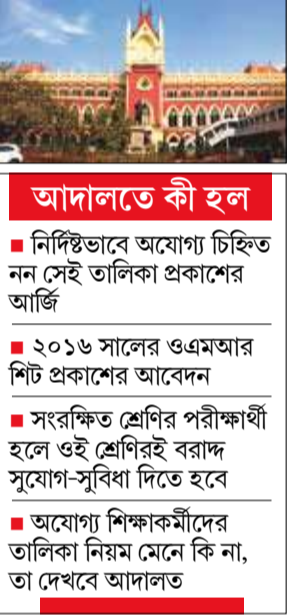 আদালতে কী হল
■ নির্দিষ্টভাবে অযোগ্য চিহ্নিত
নন সেই তালিকা প্রকাশের
আর্জি
■ ২০১৬ সালের ওএমআর
শিট প্রকাশের আবেদন
■ সংরক্ষিত শ্রেণির পরীক্ষার্থী
হলে ওই শ্রেণিরই বরাদ্দ
সুযোগ-সুবিধা দিতে হবে
■ অযোগ্য শিক্ষাকর্মীদের
তালিকা নিয়ম মেনে কি না,
তা দেখবে আদালত